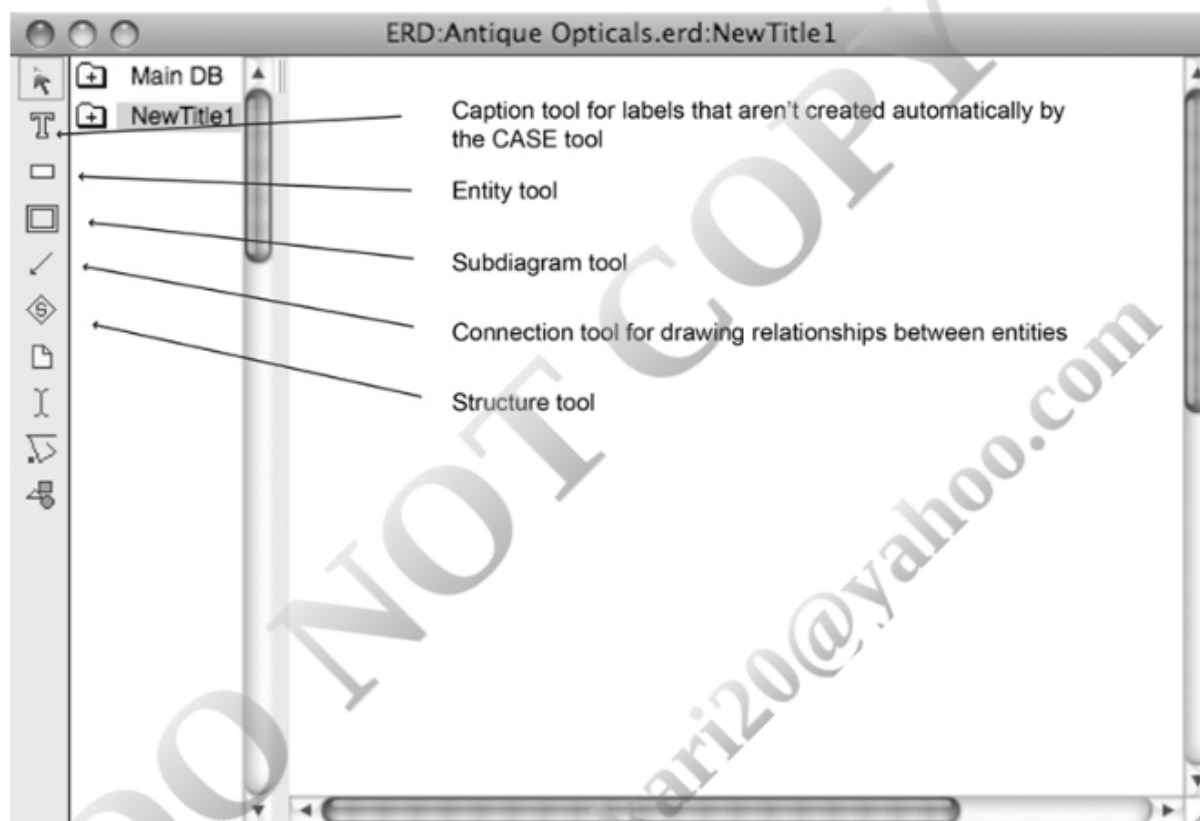 ERD:Antique Opticals.erd:NewTitle1
Main DB
NewTitle1
T
Caption tool for labels that aren't created automatically by
the CASE tool
Entity tool
Subdiagram tool
Connection tool for drawing relationships between entities
S
Structure tool
DO NOT COPY
kari20@yahoo.com